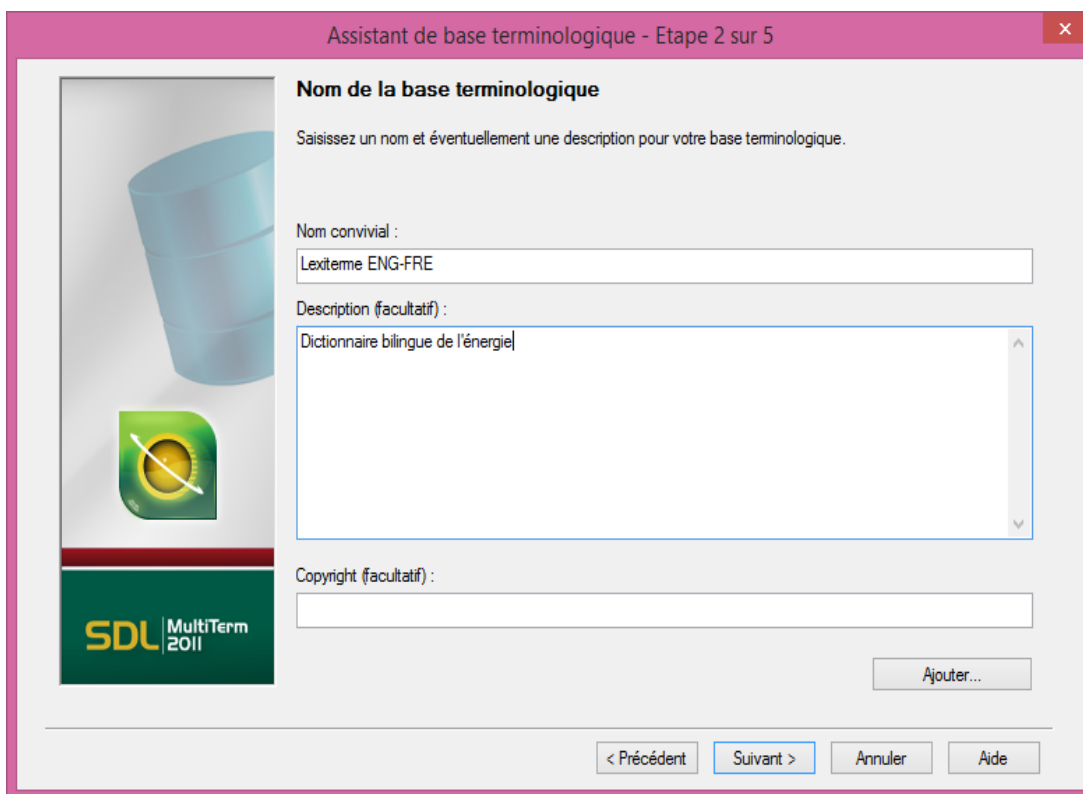 Assistant de base terminologique - Etape 2 sur 5
x
Nom de la base terminologique
Saisissez un nom et éventuellement une description pour votre base terminologique.
Nom convivial :
Lexiterme ENG-FRE
Description (facultatif) :
Dictionnaire bilingue de l'énergie
Copyright (facultatif) :
SDL MultiTerm 2011
Ajouter...
< Précédent Suivant > Annuler Aide